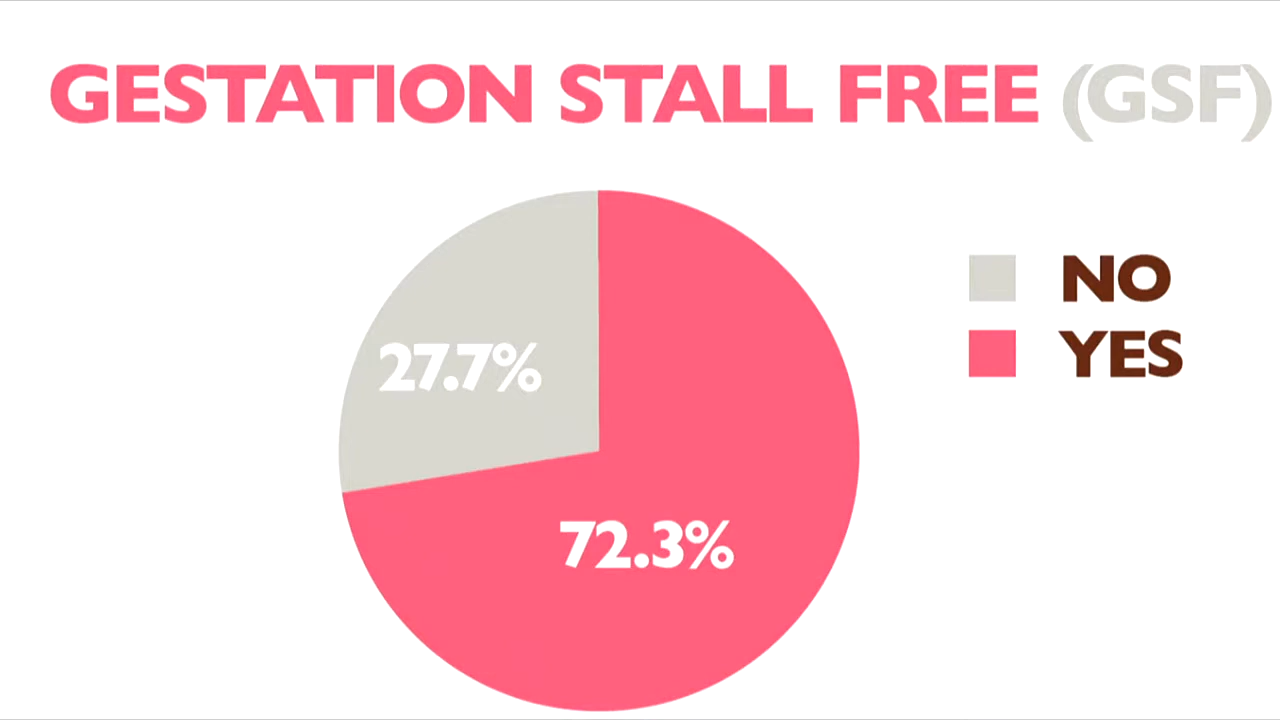 GESTATION STALL FREE (GSF)
NO
YES
27.7%
72.3%